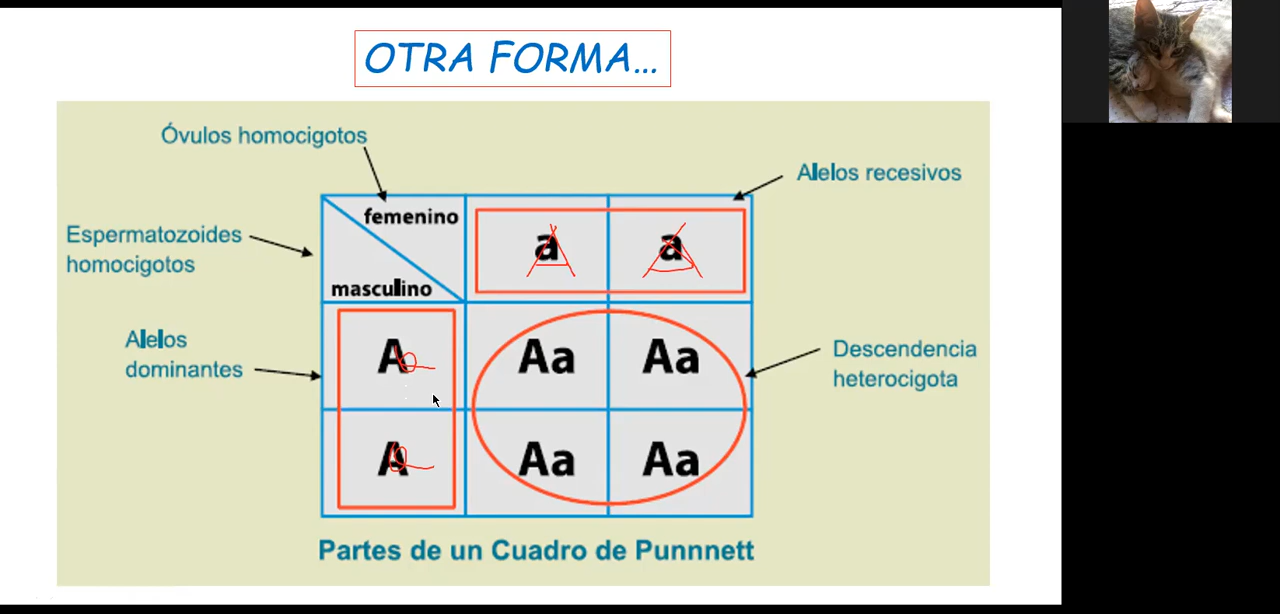 OTRA FORMA...
Óvulos homocigotos
Alelos recesivos
femenino
Espermatozoides
homocigotos
masculino
a a
A A
Alelos
dominantes
A Aa Aa
a
Descendencia
heterocigota
A Aa Aa
a
Partes de un Cuadro de Punnnett